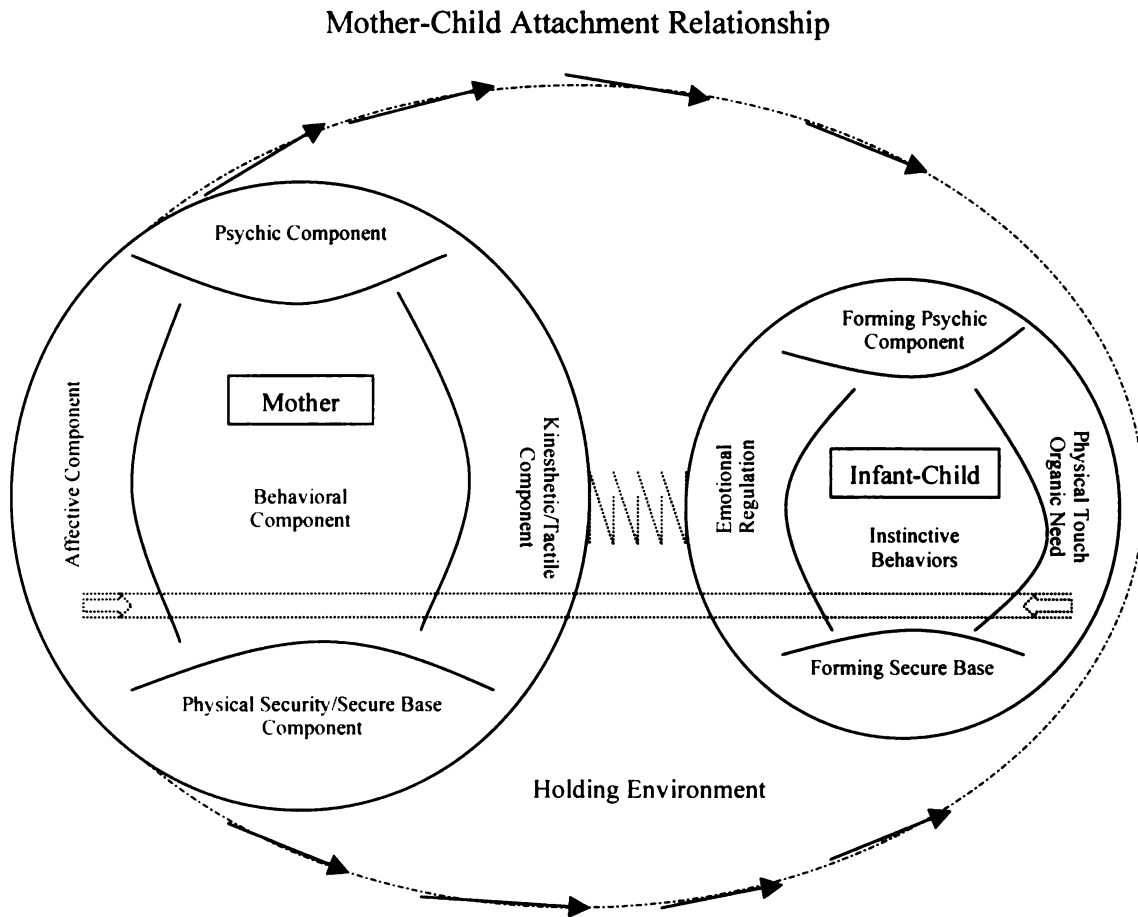 Mother-Child Attachment Relationship
Psychic Component
Mother
Affective Component
Behavioral
Component
Kinesthetic/Tactile
Component
Physical Security/Secure Base
Component
Forming Psychic
Component
Emotional
Regulation
Infant-Child
Instinctive
Behaviors
Physical Touch
Organic Need
Forming Secure Base
Holding Environment